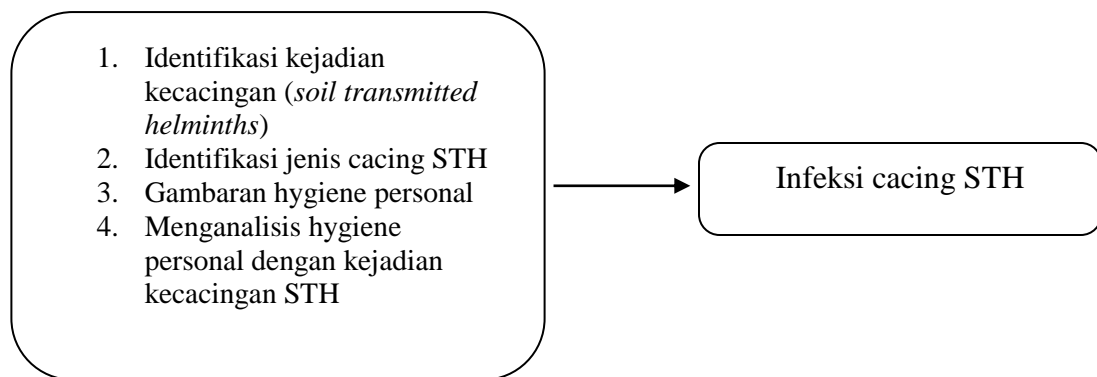 1. Identifikasi kejadian
kecacingan (soil transmitted
helminths)
2. Identifikasi jenis cacing STH
3. Gambaran hygiene personal
4. Menganalisis hygiene
personal dengan kejadian
kecacingan STH
Infeksi cacing STH